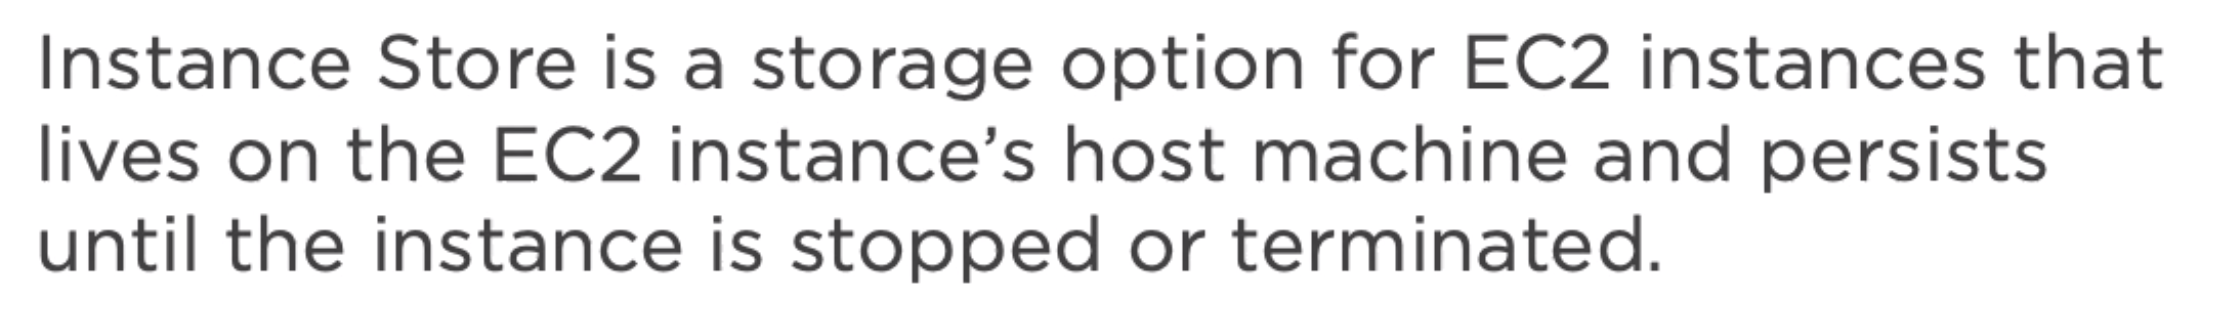 Instance Store is a storage option for EC2 instances that
lives on the EC2 instance’s host machine and persists
until the instance is stopped or terminated.